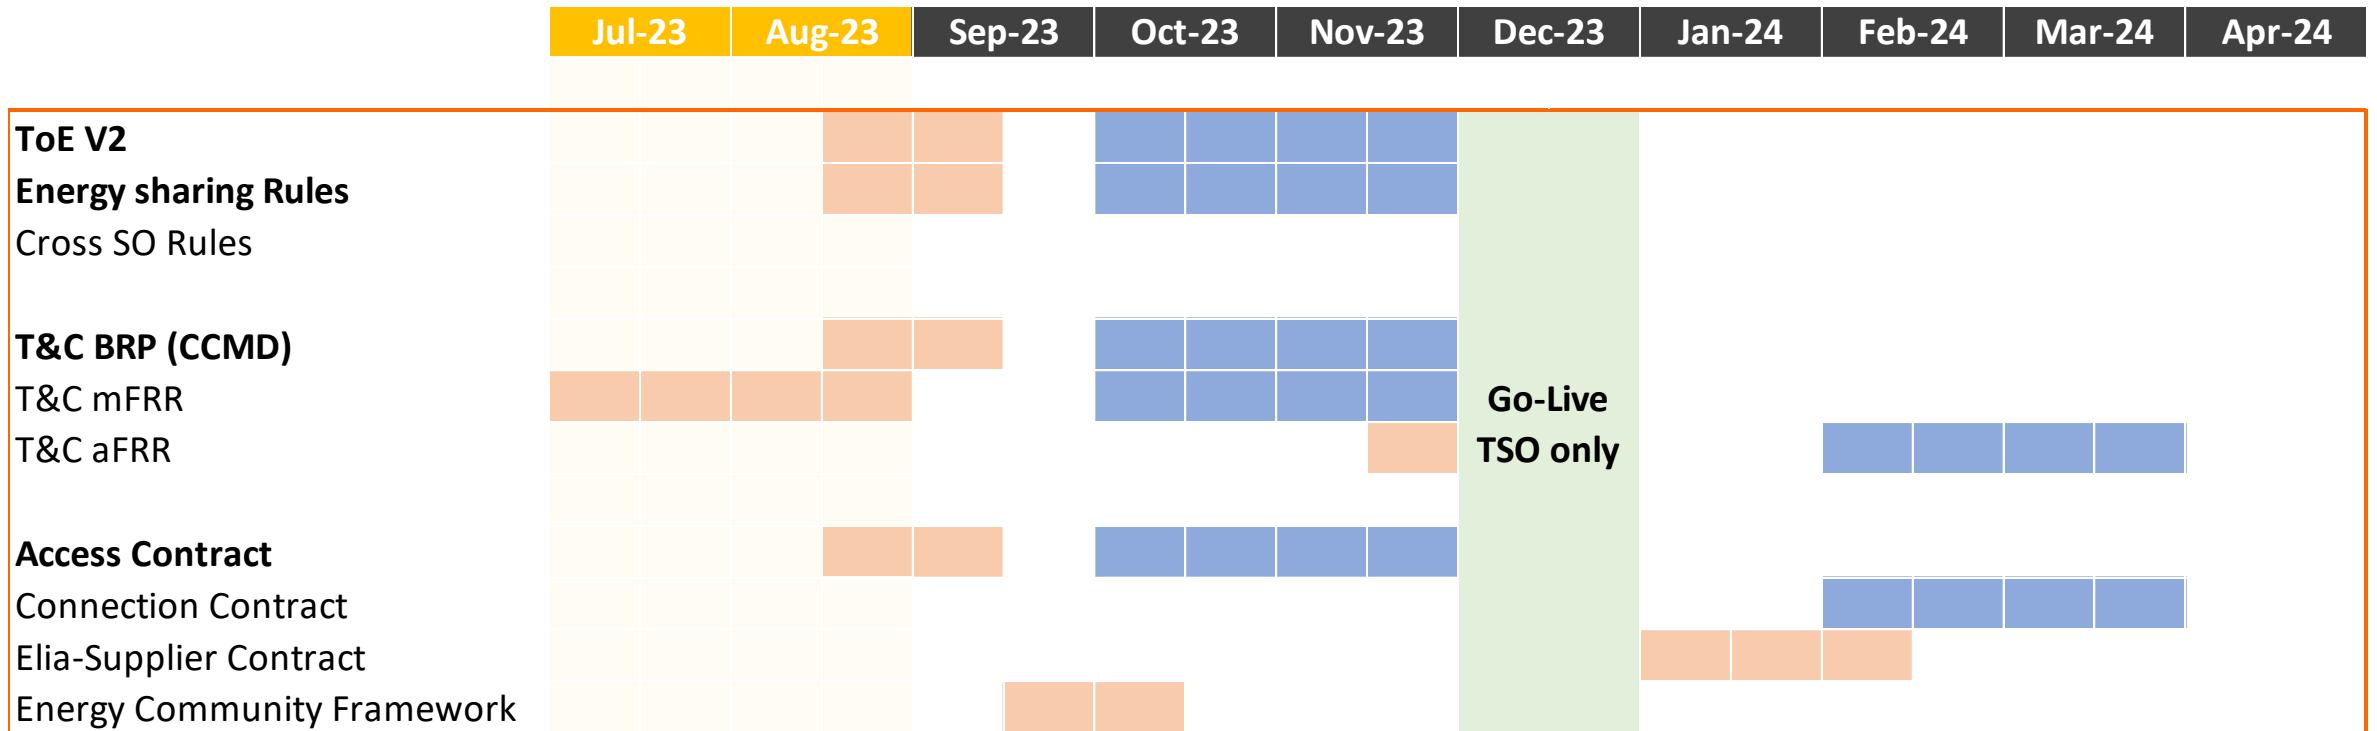 Jul-23 Aug-23 Sep-23 Oct-23 Nov-23 Dec-23 Jan-24 Feb-24 Mar-24 Apr-24
ToE V2
Energy sharing Rules
Cross SO Rules
T&C BRP (CCMD)
T&C mFRR
T&C aFRR
Go-Live
TSO only
Access Contract
Connection Contract
Elia-Supplier Contract
Energy Community Framework